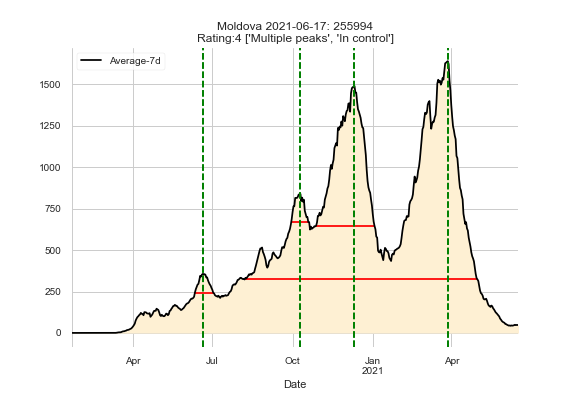 Moldova 2021-06-17: 255994
Rating:4 ['Multiple peaks', 'In control']
Average-7d
1500
1250
1000
750
500
250
0
Apr
Jul
Oct
Jan
2021
Apr
Date